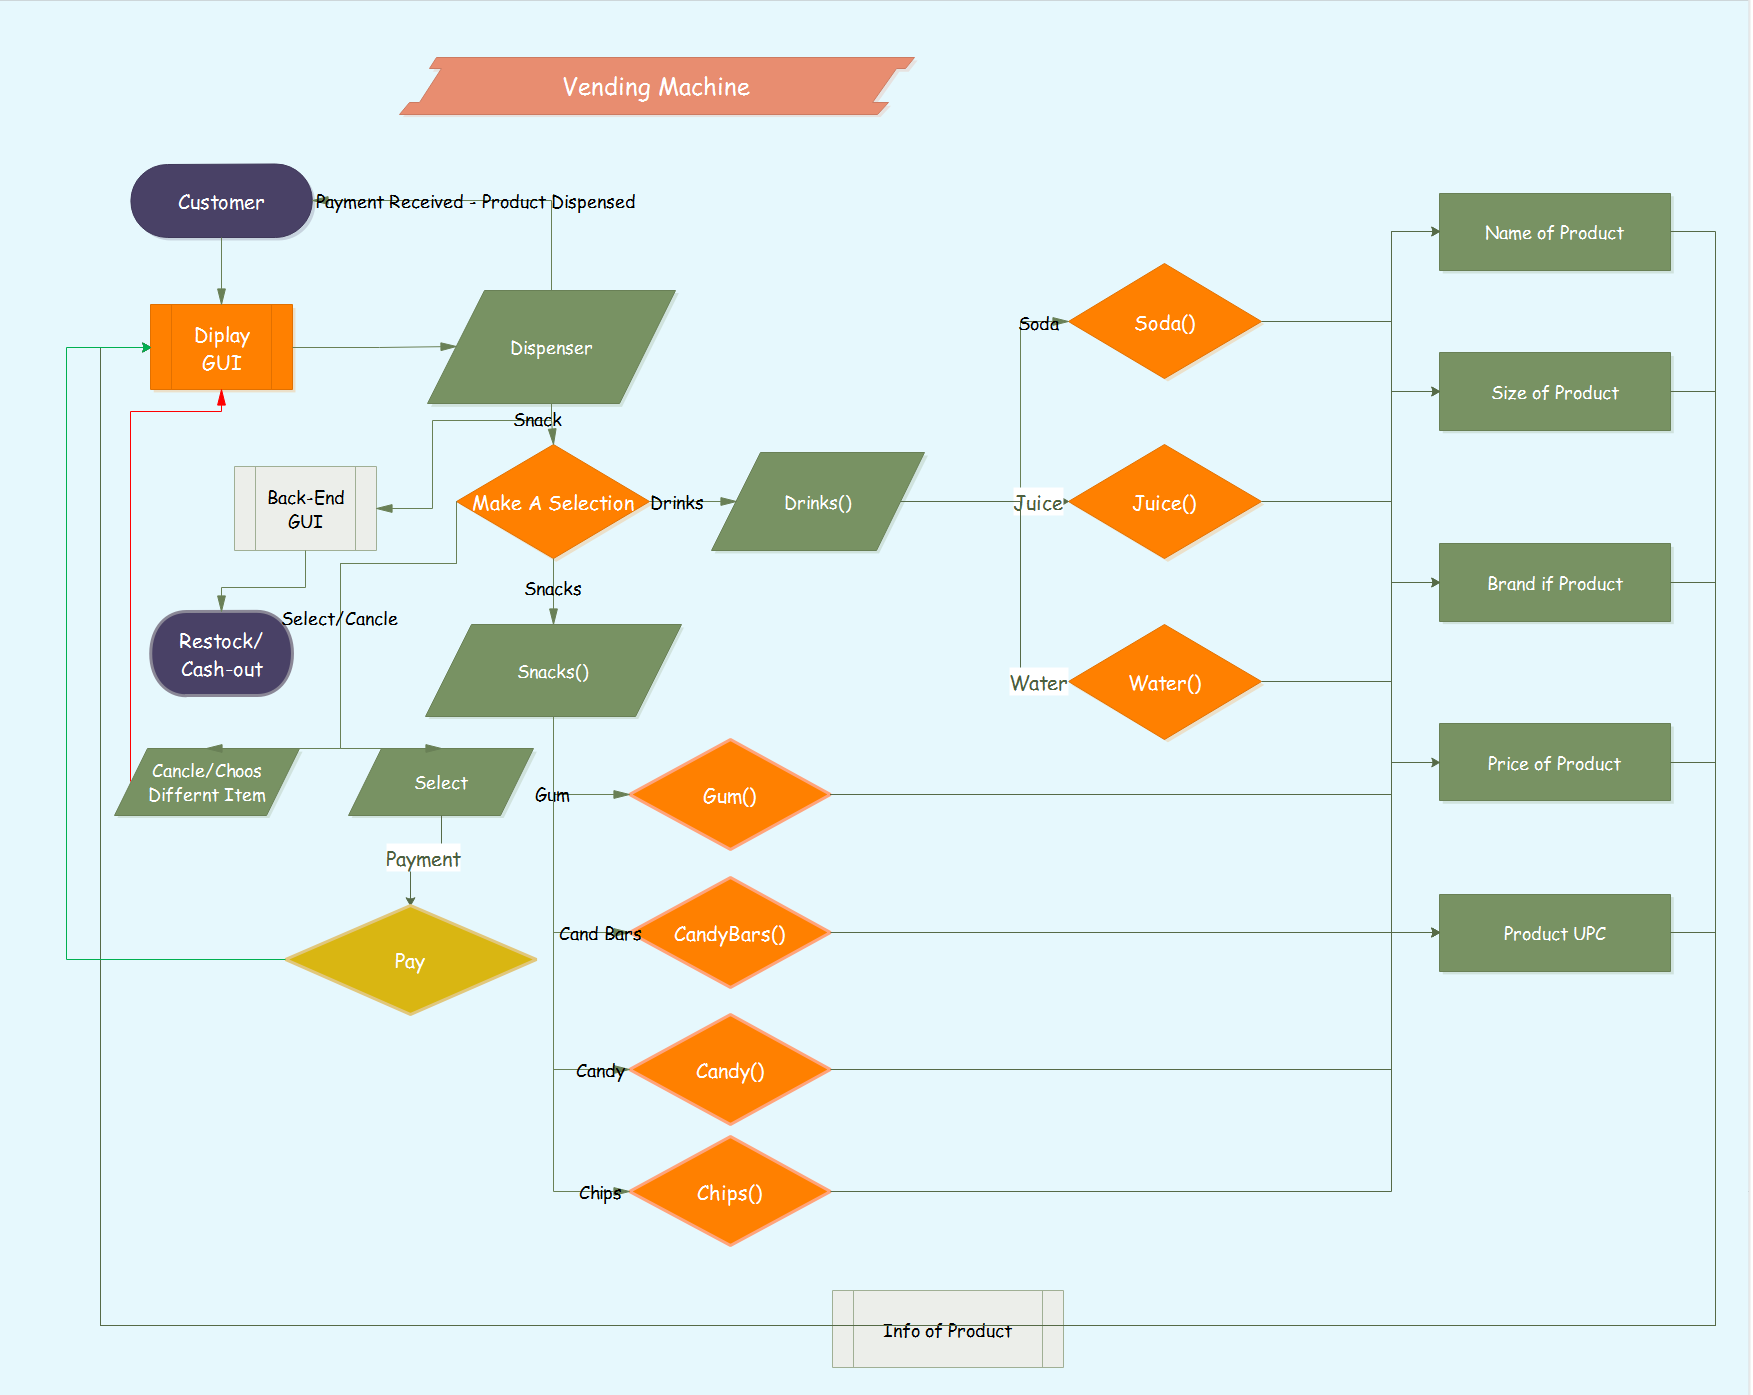 Vending Machine
Customer
Payment Received - Product Dispensed
Name of Product
Diplay
GUI
Dispenser
Soda
Soda()
Size of Product
Snack
Back-End
GUI
Make A Selection
Drinks
Drinks()
Juice
Juice()
Snacks
Brand if Product
Select/Cancle
Restock/
Cash-out
Snacks()
Water
Water()
Cancle/Choos
Differnt Item
Select
Gum
Gum()
Price of Product
Payment
Cand Bars
CandyBars()
Product UPC
Pay
Candy
Candy()
Chips
Chips()
Info of Product